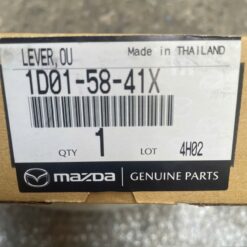 LEVER,OU
Made in THAILAND
1D01-58-41X
1
QTY
LOT
4H02
mazda GENUINE PARTS